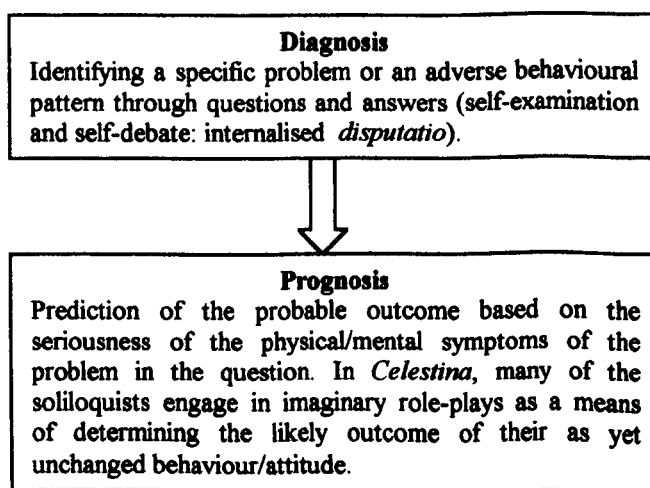 Diagnosis
Identifying a specific problem or an adverse behavioural
pattern through questions and answers (self-examination
and self-debate: internalised disputatio).
Prognosis
Prediction of the probable outcome based on the
seriousness of the physical/mental symptoms of the
problem in the question. In Celestina, many of the
soliloquists engage in imaginary role-plays as a means
of determining the likely outcome of their as yet
unchanged behaviour/attitude.